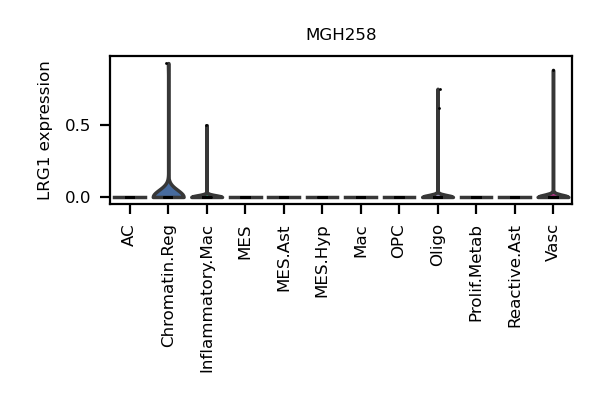 MGH258
LRG1 expression
0.5
0.0
AC
Chromatin.Reg
Inflammatory.Mac
MES
MES.Ast
MES.Hyp
Mac
OPC
Oligo
Prolif.Metab
Reactive.Ast
Vasc